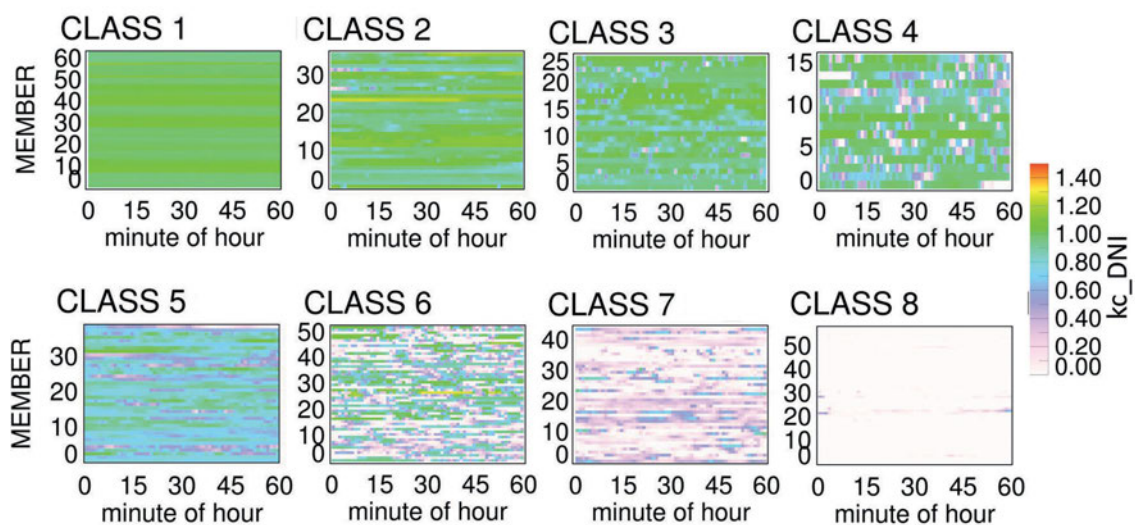 CLASS 1
CLASS 2
CLASS 3
CLASS 4
MEMBER
60
50
40
30
20
10
0
30
20
10
0
25
20
15
10
5
0
15
10
5
0
0 15 30 45 60
0 15 30 45 60
0 15 30 45 60
0 15 30 45 60
minute of hour
minute of hour
minute of hour
minute of hour
CLASS 5
CLASS 6
CLASS 7
CLASS 8
MEMBER
30
20
10
0
50
40
30
20
10
0
40
30
20
10
0
50
40
30
20
10
0
0 15 30 45 60
0 15 30 45 60
0 15 30 45 60
0 15 30 45 60
minute of hour
minute of hour
minute of hour
minute of hour
1.40
1.20
1.00
0.80
0.60
0.40
0.20
0.00
kc_DNI